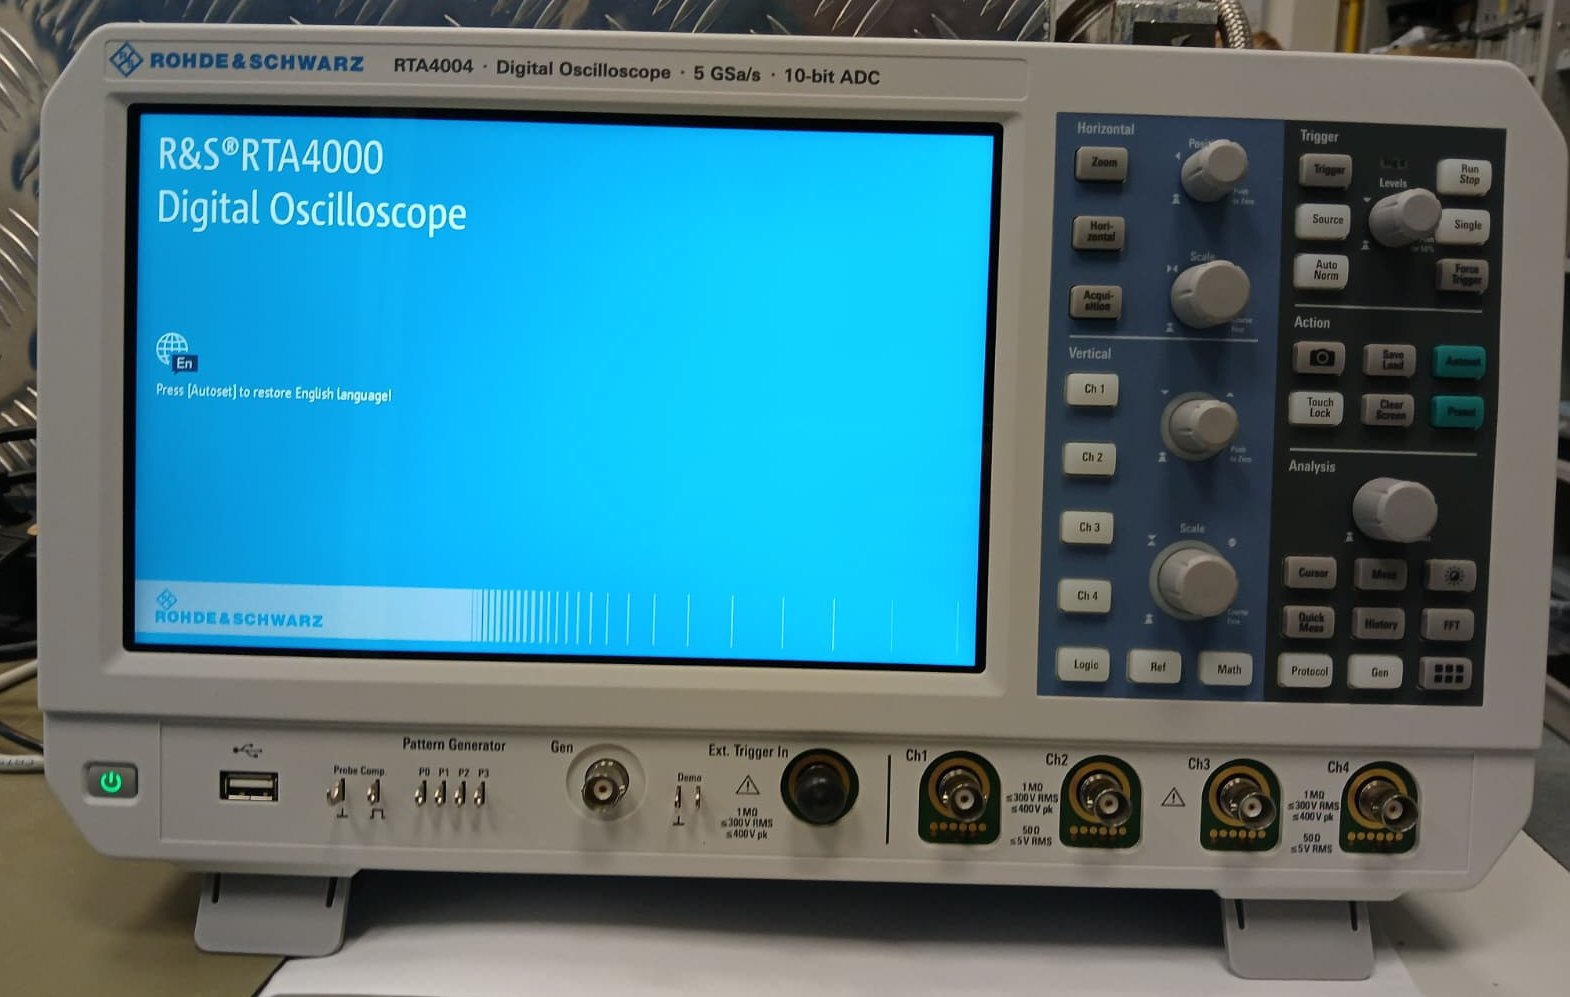 ROHDE&SCHWARZ RTA4004 · Digital Oscilloscope · 5 GSa/s · 10-bit ADC
R&S®RTA4000
Digital Oscilloscope
En
Press [Autoset] to restore English language!
ROHDE&SCHWARZ
Horizontal
Zoom
Hori-
zontal
Scale
Acqui-
sition
Vertical
Ch 1
Push
to Zero
Ch 2
Ch 3
Scale
Ch 4
Logic
Ref
Math
Trigger
Trigger
Levels
Run
Stop
Source
Single
Auto
Norm
Force
Trigger
Action
Save
Load
Autoset
Touch
Lock
Clear
Screen
Preset
Analysis
Cursor
Meas
Quick
Meas
History
FFT
Protocol
Gen
Probe Comp.
Pattern Generator
P0 P1 P2 P3
Gen
Demo
Ext. Trigger In
1 MΩ
≤300 V RMS
≤400 V pk
Ch1
1 MΩ
≤300 V RMS
≤400 V pk
50 Ω
≤5 V RMS
Ch2
Ch3
1 MΩ
≤300 V RMS
≤400 V pk
50 Ω
≤5 V RMS
Ch4